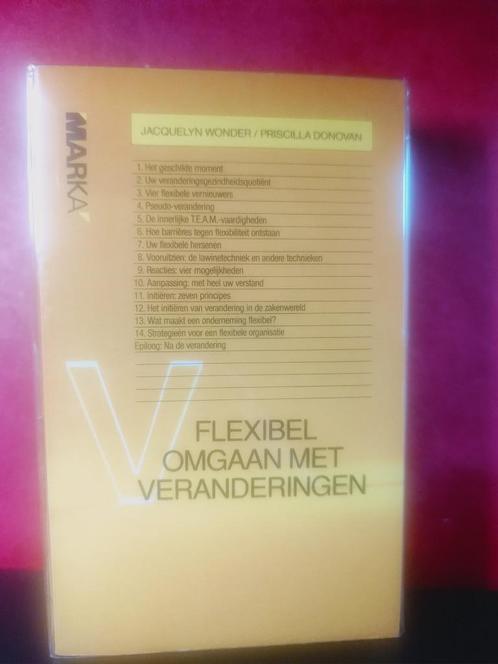 MARKA
JACQUELYN WONDER / PRISCILLA DONOVAN
1. Het geschikte moment
2. Uw veranderingsgezindheidsquotiënt
3. Vier flexibele vernieuwers
4. Pseudo-verandering
5. De innerlijke T.E.A.M.-vaardigheden
6. Hoe barrières tegen flexibiliteit ontstaan
7. Uw flexibele hersenen
8. Vooruitzien: de lawinetechniek en andere technieken
9. Reacties: vier mogelijkheden
10. Aanpassing: met heel uw verstand
11. Initiëren: zeven principes
12. Het initiëren van verandering in de zakenwereld
13. Wat maakt een onderneming flexibel?
14. Strategieën voor een flexibele organisatie
Epiloog: Na de verandering
V
FLEXIBEL
OMGAAN MET
VERANDERINGEN